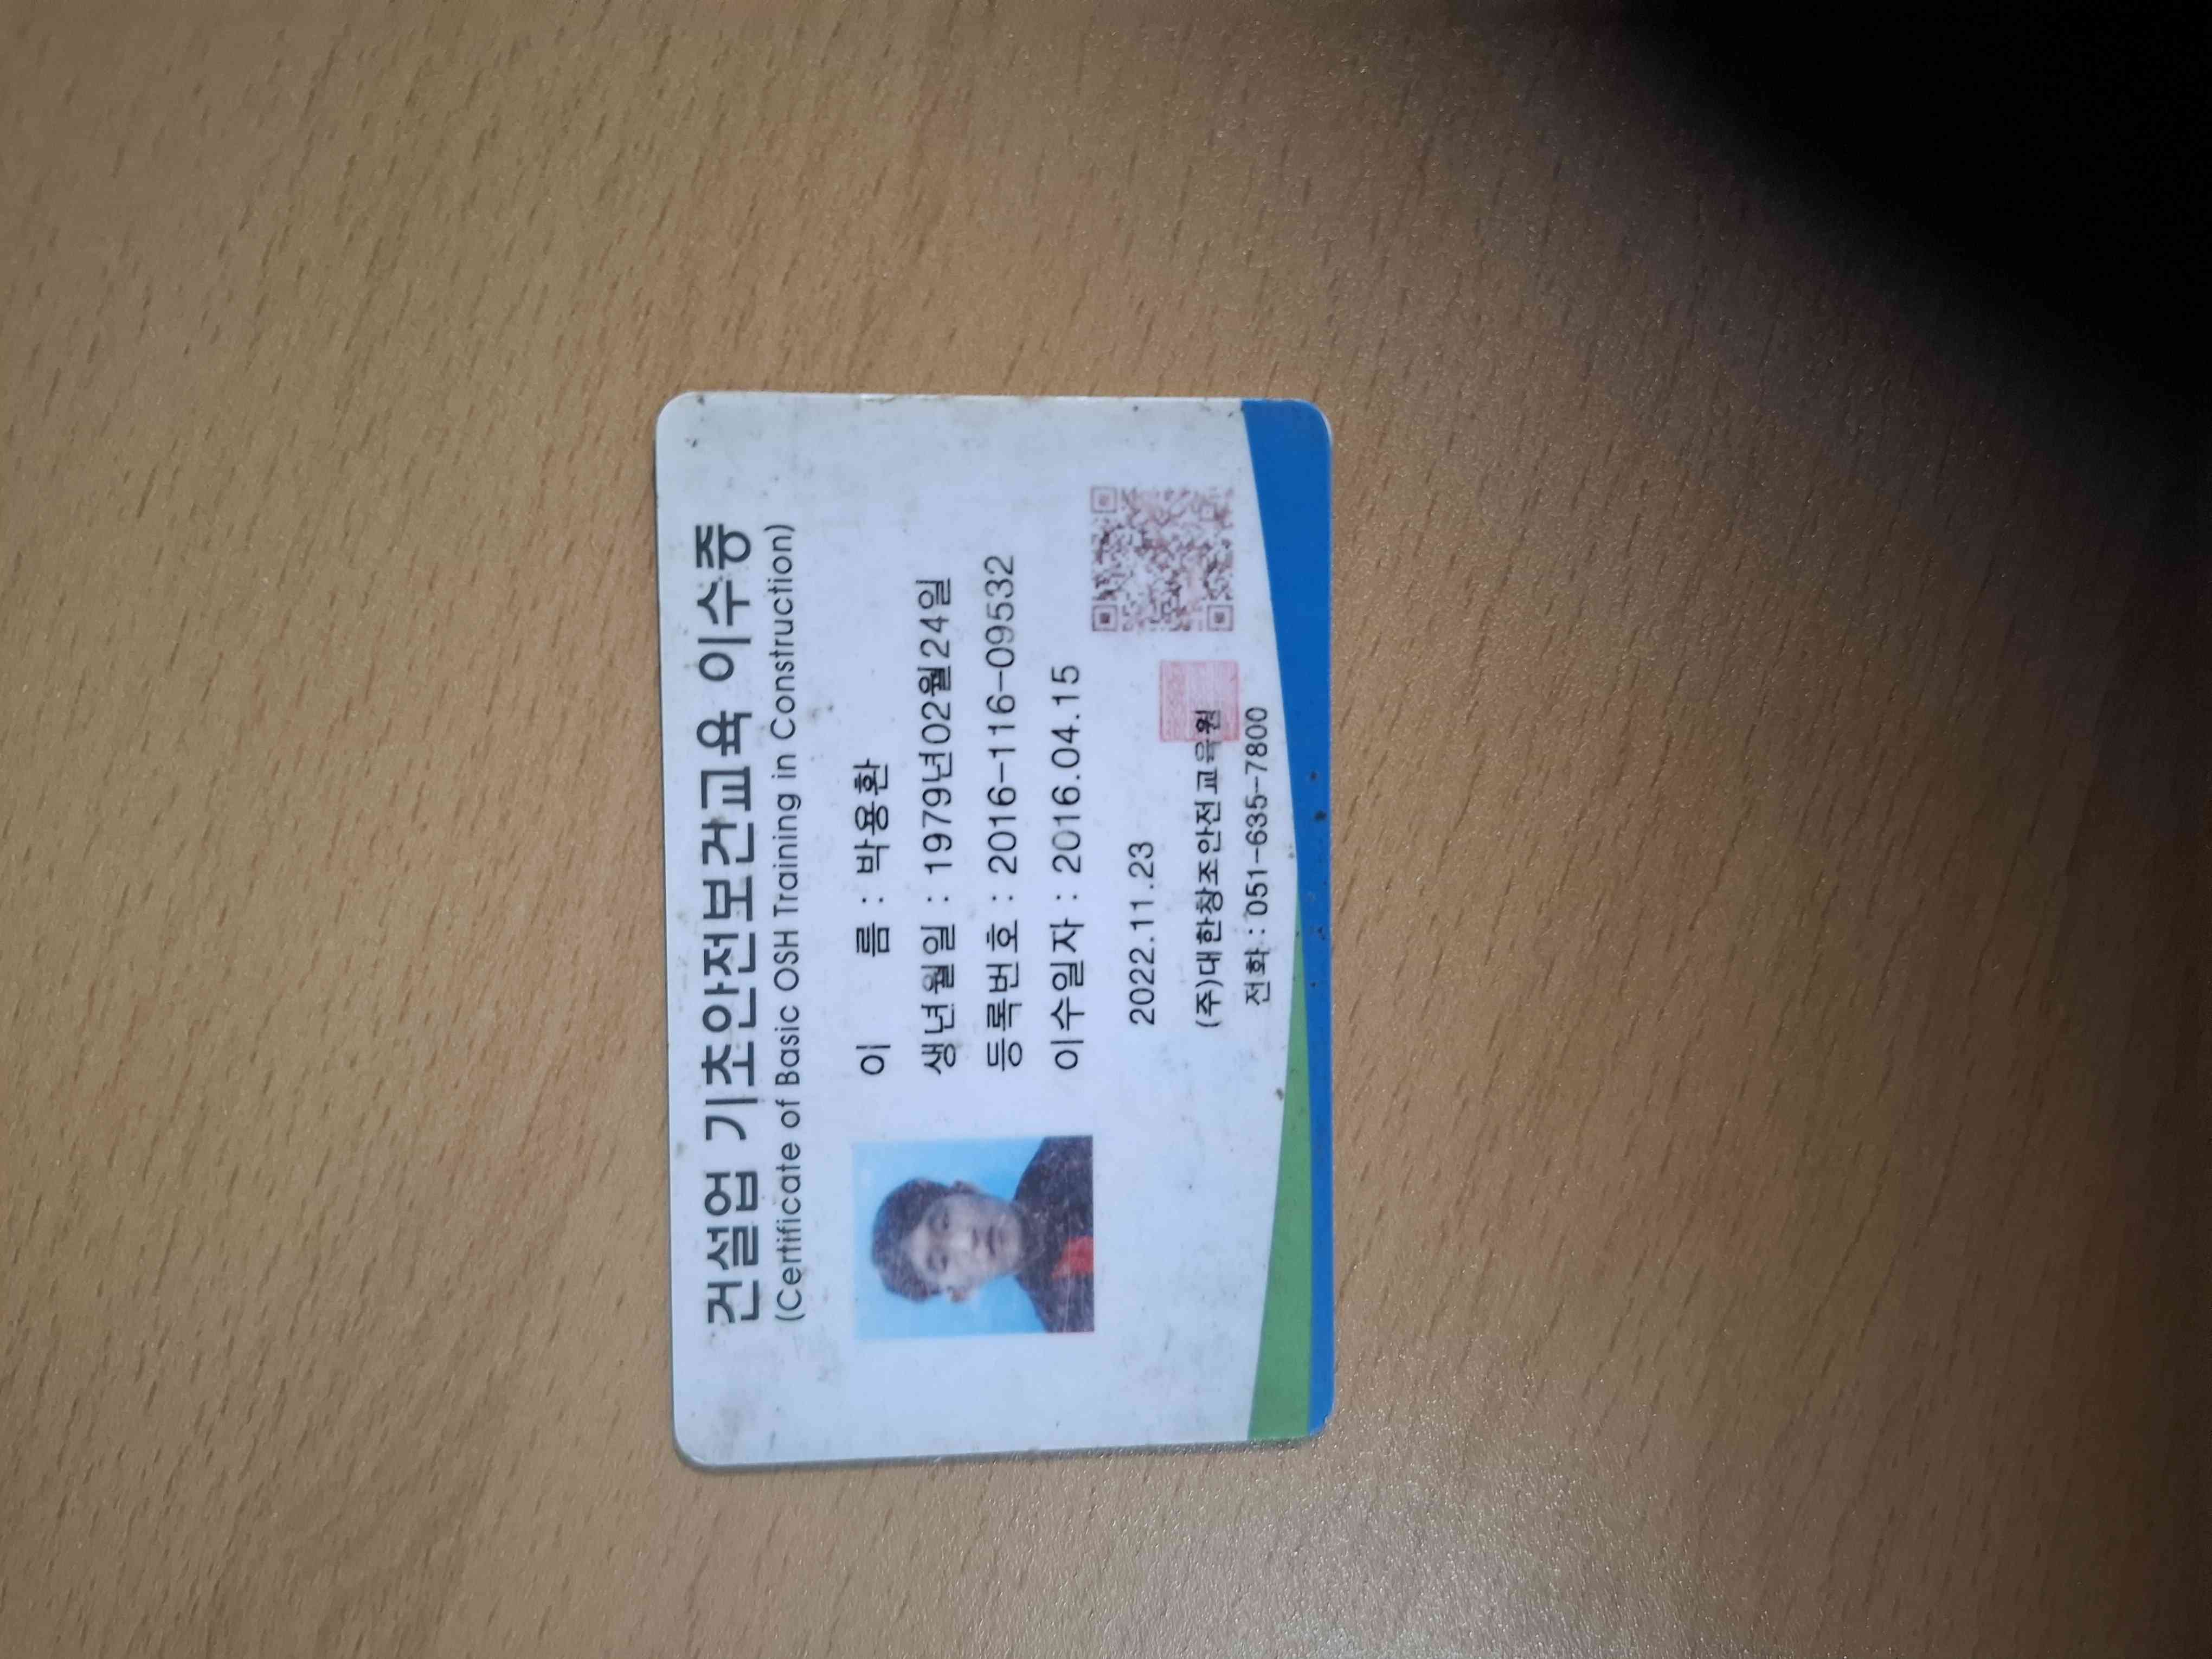 건설업 기초안전보건교육 이수증
(Certificate of Basic OSH Training in Construction)
이 름 : 박용환
생년월일 : 1979년02월24일
등록번호 : 2016-116-09532
이수일자 : 2016.04.15
2022.11.23
(주)대한창조안전교육원
전화 : 051-635-7800